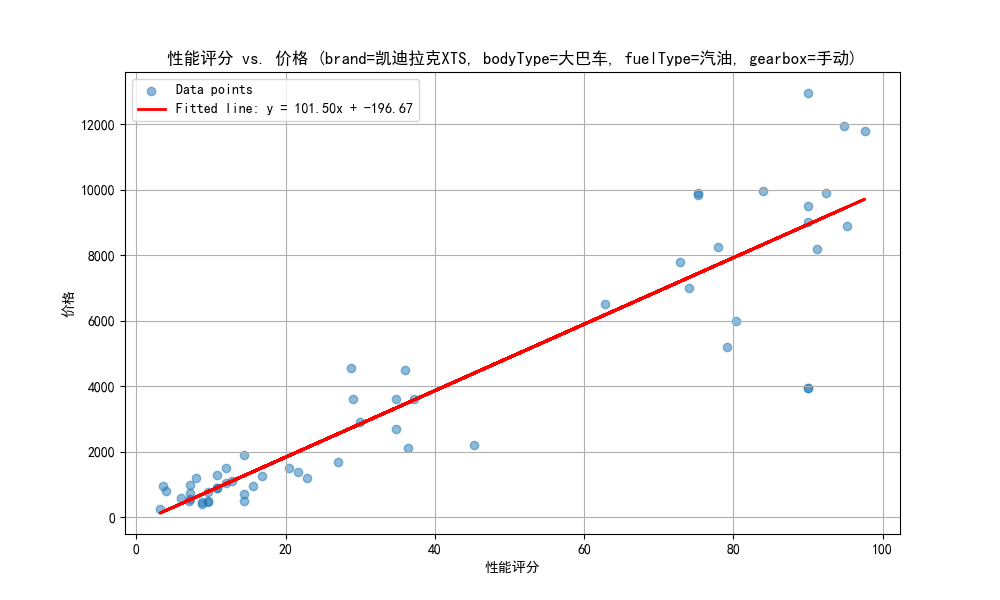 性能评分 vs. 价格 (brand=凯迪拉克XTS, bodyType=大巴车, fuelType=汽油, gearbox=手动)
Data points
Fitted line: y = 101.50x + -196.67
12000
10000
8000
6000
4000
2000
0
价格
0 20 40 60 80 100
性能评分